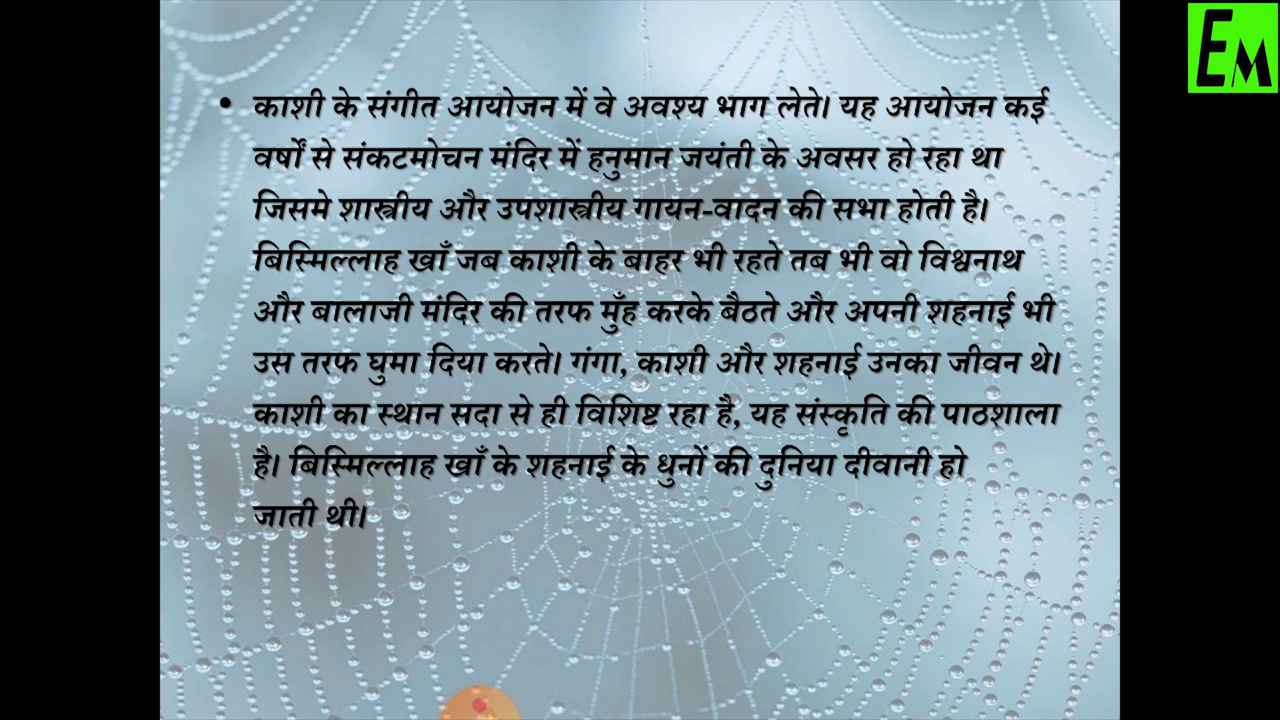 EM
• काशी के संगीत आयोजन में वे अवश्य भाग लेते। यह आयोजन कई
वर्षों से संकटमोचन मंदिर में हनुमान जयंती के अवसर हो रहा था
जिसमे शास्त्रीय और उपशास्त्रीय गायन-वादन की सभा होती है।
बिस्मिल्लाह खाँ जब काशी के बाहर भी रहते तब भी वो विश्वनाथ
और बालाजी मंदिर की तरफ मुँह करके बैठते और अपनी शहनाई भी
उस तरफ घुमा दिया करते। गंगा, काशी और शहनाई उनका जीवन थे।
काशी का स्थान सदा से ही विशिष्ट रहा है, यह संस्कृति की पाठशाला
है। बिस्मिल्लाह खाँ के शहनाई के धुनों की दुनिया दीवानी हो
जाती थी।